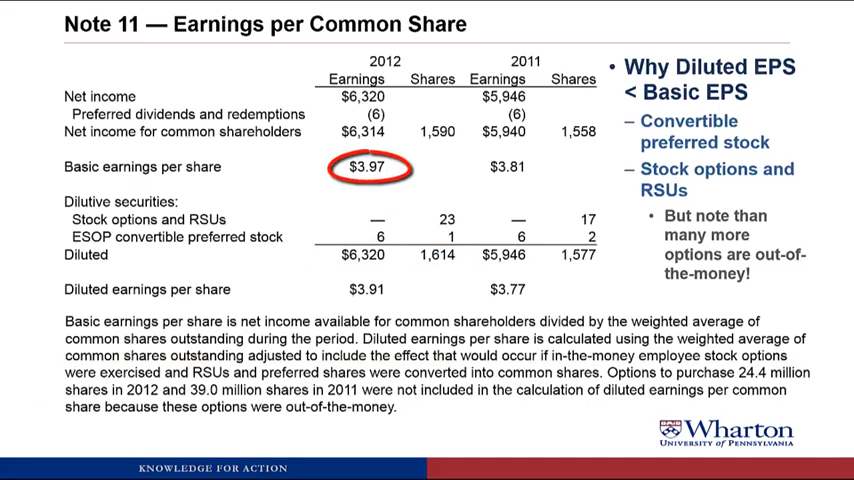 Note 11 — Earnings per Common Share
2012 2011
Earnings Shares Earnings Shares
Net income $6,320 $5,946
Preferred dividends and redemptions (6) (6)
Net income for common shareholders $6,314 1,590 $5,940 1,558
Basic earnings per share $3.97 $3.81
Dilutive securities:
Stock options and RSUs — 23 — 17
ESOP convertible preferred stock 6 1 6 2
Diluted $6,320 1,614 $5,946 1,577
Diluted earnings per share $3.91 $3.77
• Why Diluted EPS
< Basic EPS
– Convertible
preferred stock
– Stock options and
RSUs
• But note than
many more
options are out-of-
the-money!
Basic earnings per share is net income available for common shareholders divided by the weighted average of
common shares outstanding during the period. Diluted earnings per share is calculated using the weighted average of
common shares outstanding adjusted to include the effect that would occur if in-the-money employee stock options
were exercised and RSUs and preferred shares were converted into common shares. Options to purchase 24.4 million
shares in 2012 and 39.0 million shares in 2011 were not included in the calculation of diluted earnings per common
share because these options were out-of-the-money.
Wharton
UNIVERSITY of PENNSYLVANIA
KNOWLEDGE FOR ACTION